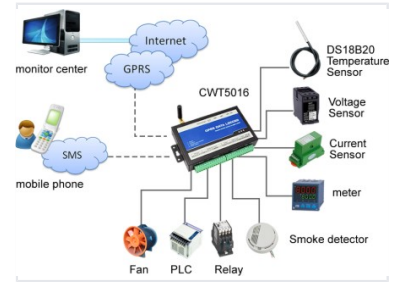 Internet
GPRS
monitor center
CWT5016
DS18B20
Temperature
Sensor
Voltage
Sensor
Current
Sensor
SMS
mobile phone
meter
Smoke detector
Fan
PLC
Relay